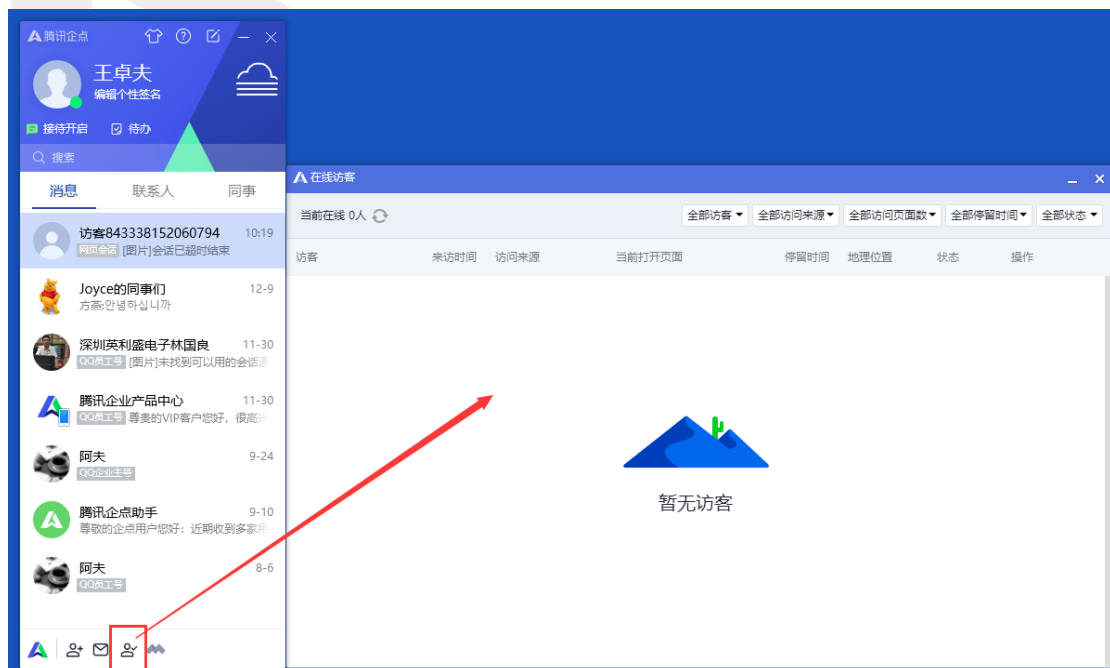 腾讯企点
王卓夫
编辑个性签名
接待开启 待办
搜索
消息 联系人 同事
访客843338152060794 10:19
网页会话 [图片]会话已超时结束
Joyce的同事们 12-9
方燕:안녕하십니까
深圳英利盛电子林国良 11-30
QQ员工号 [图片]未找到可以用的会话
腾讯企业产品中心 11-30
QQ员工号 尊贵的VIP客户您好，很高兴
阿夫 9-24
QQ企业主号
腾讯企点助手 9-10
尊敬的企点用户您好：近期收到多家用
阿夫 8-6
QQ员工号
在线访客
当前在线 0人 全部访客 全部访问来源 全部访问页面数 全部停留时间 全部状态
访客 来访时间 访问来源 当前打开页面 停留时间 地理位置 状态 操作
暂无访客